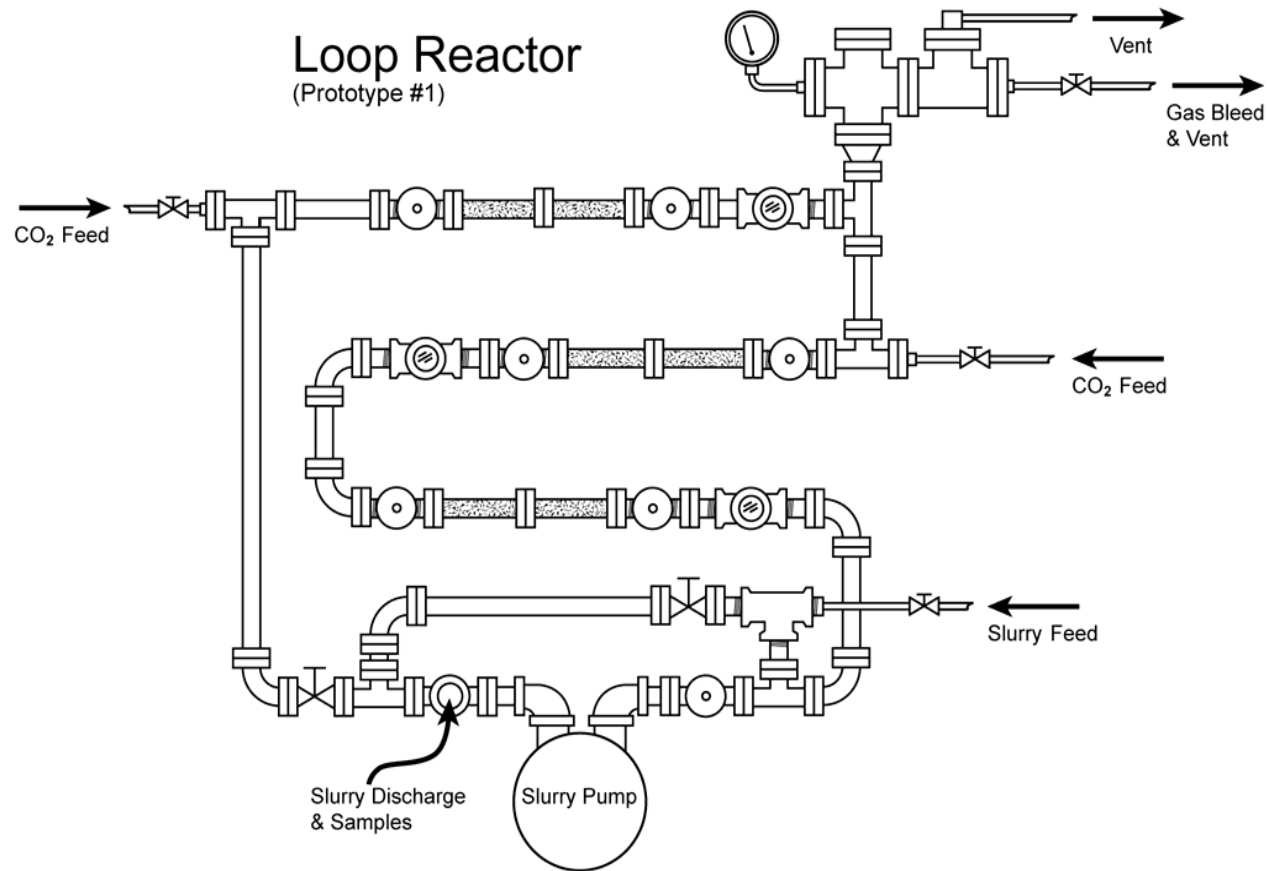 Loop Reactor
(Prototype #1)
Vent
Gas Bleed
& Vent
CO₂ Feed
CO₂ Feed
Slurry Feed
Slurry Discharge
& Samples
Slurry Pump